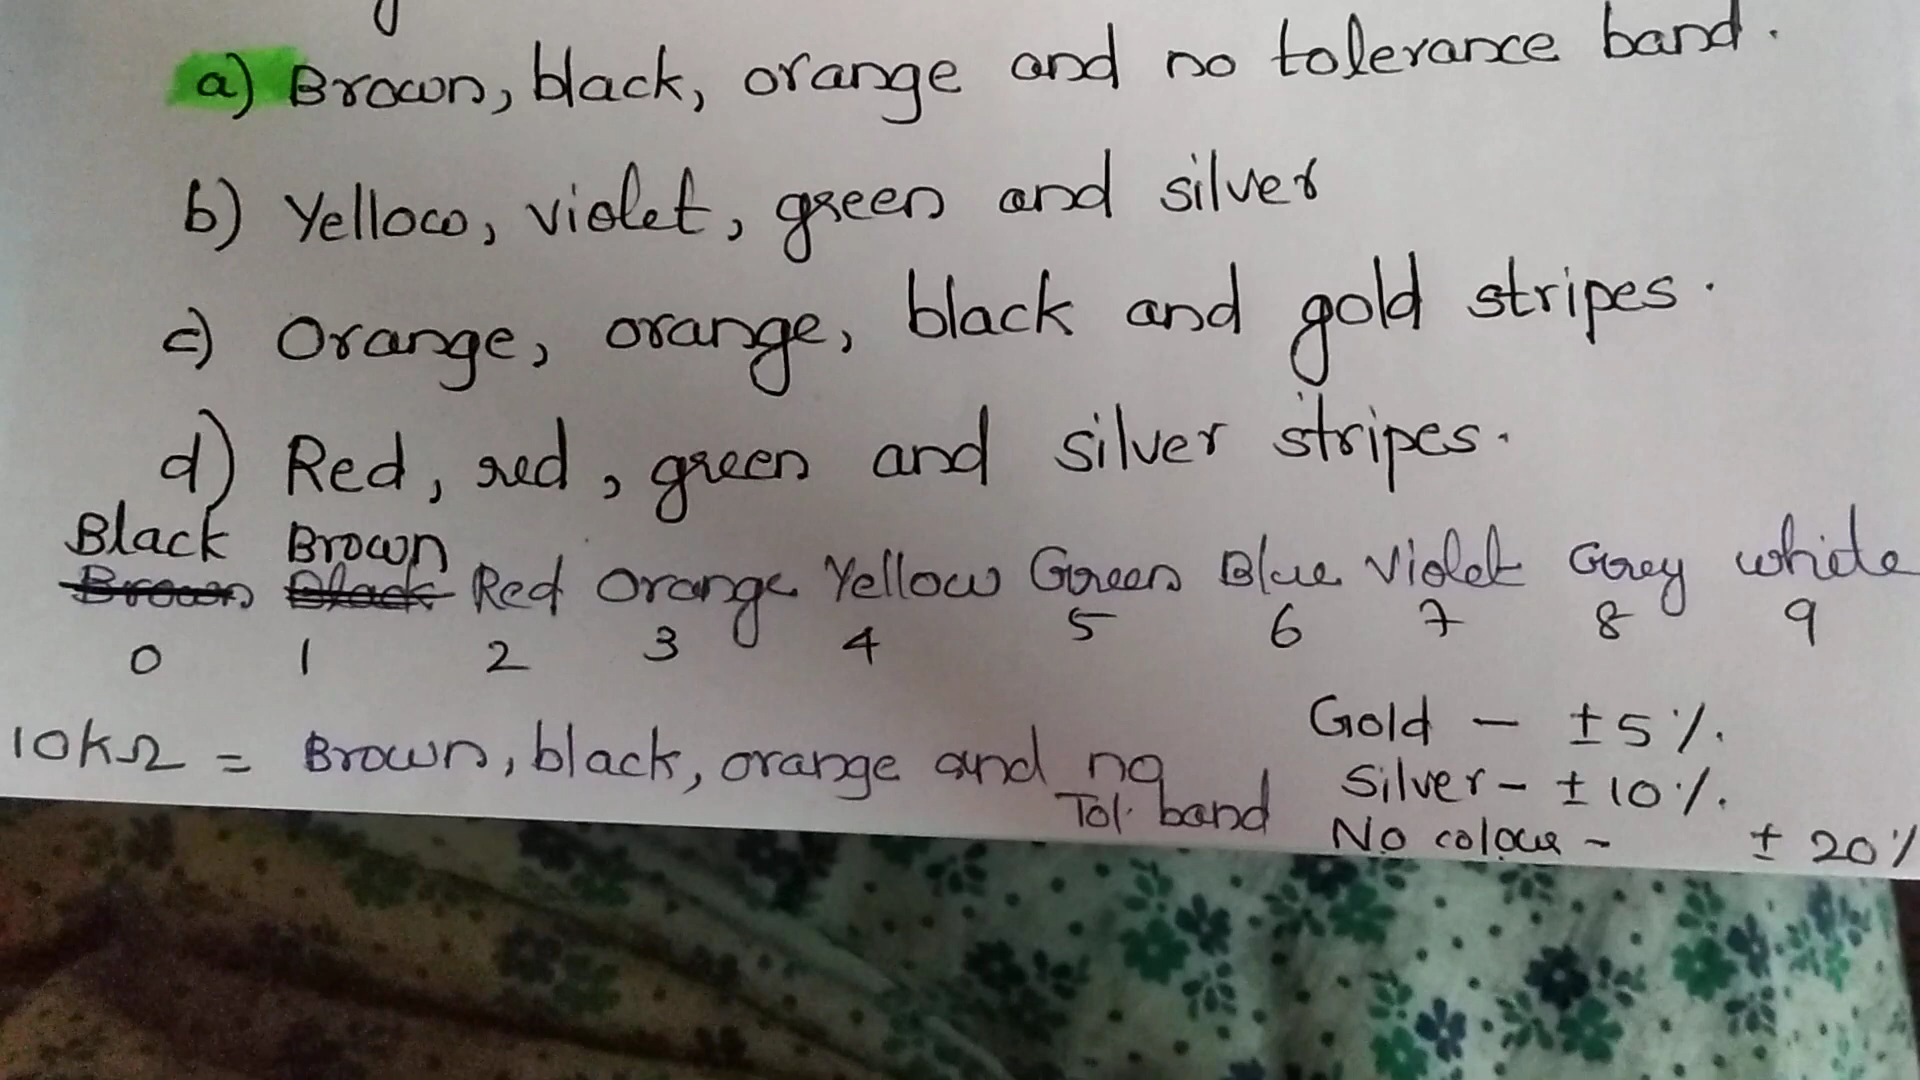 a) Brown, black, orange and no tolerance band.
b) Yellow, violet, green and silver
c) Orange, orange, black and gold stripes.
d) Red, red, green and silver stripes.
Black Brown
Brown Black Red Orange Yellow Green Blue Violet Grey white
0 1 2 3 4 5 6 7 8 9
10kΩ = Brown, black, orange and no Tol. band
Gold - ±5%.
Silver - ±10%.
No colour - ±20%